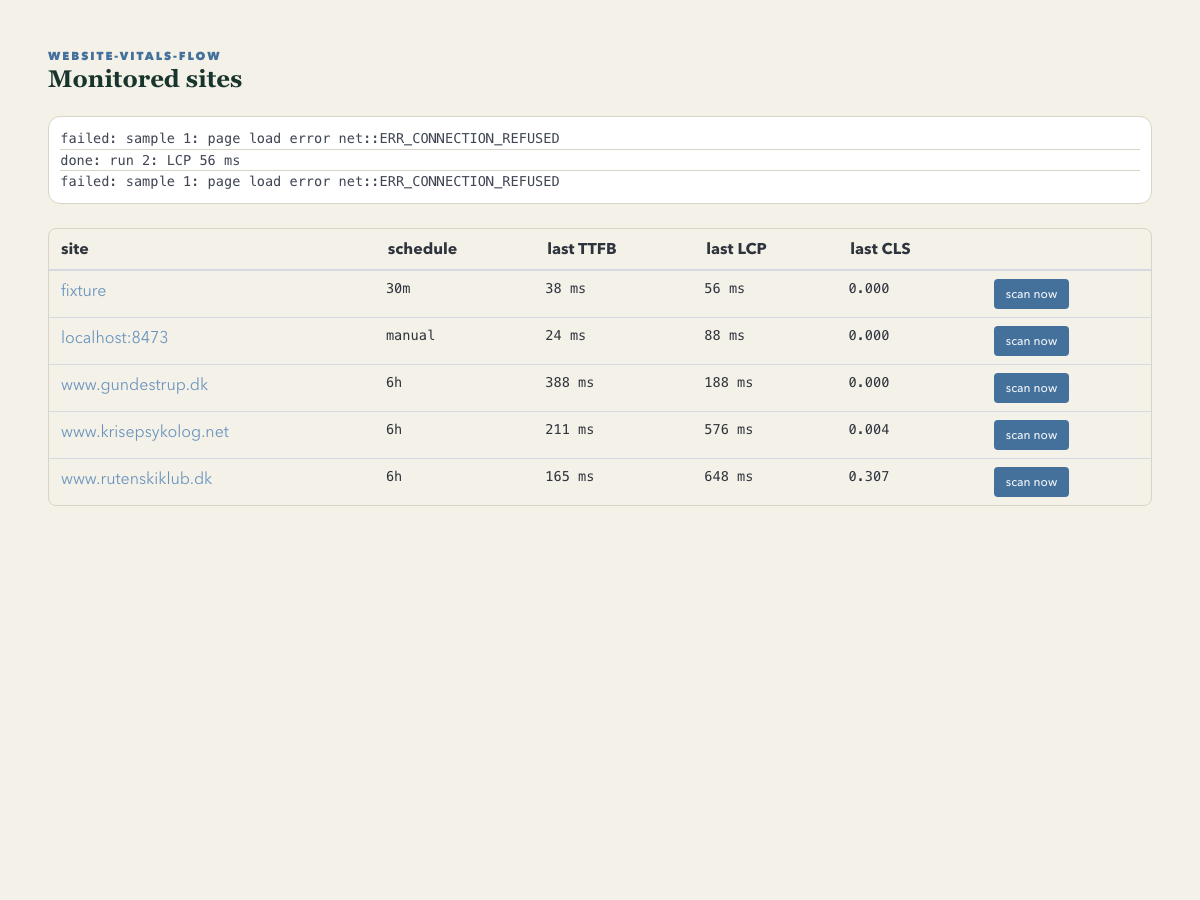 WEBSITE-VITALS-FLOW
Monitored sites
failed: sample 1: page load error net::ERR_CONNECTION_REFUSED
done: run 2: LCP 56 ms
failed: sample 1: page load error net::ERR_CONNECTION_REFUSED
site schedule last TTFB last LCP last CLS
fixture 30m 38 ms 56 ms 0.000 scan now
localhost:8473 manual 24 ms 88 ms 0.000 scan now
www.gundestrup.dk 6h 388 ms 188 ms 0.000 scan now
www.krisepsykolog.net 6h 211 ms 576 ms 0.004 scan now
www.rutenskiklub.dk 6h 165 ms 648 ms 0.307 scan now